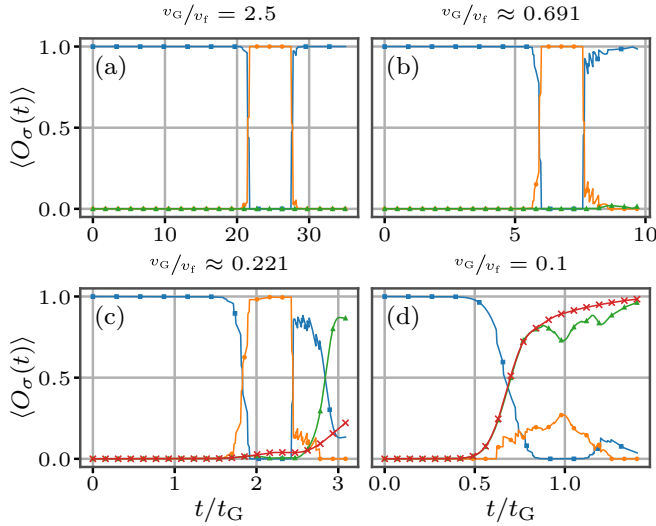 v_G/v_f = 2.5
v_G/v_f ≈ 0.691
⟨O_σ(t)⟩
1.0
0.5
0.0
(a)
(b)
0 10 20 30
0 5 10
v_G/v_f ≈ 0.221
v_G/v_f = 0.1
⟨O_σ(t)⟩
1.0
0.5
0.0
(c)
(d)
0 1 2 3
0.0 0.5 1.0
t/t_G
t/t_G